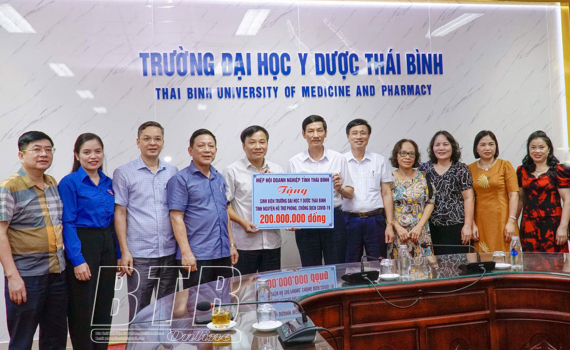 TRƯỜNG ĐẠI HỌC Y DƯỢC THÁI BÌNH
THAI BINH UNIVERSITY OF MEDICINE AND PHARMACY
HIỆP HỘI DOANH NGHIỆP TỈNH THÁI BÌNH
Tặng
SINH VIÊN TRƯỜNG ĐẠI HỌC Y DƯỢC THÁI BÌNH
TÌNH NGUYỆN HỖ TRỢ PHÒNG, CHỐNG DỊCH COVID-19
200.000.000 đồng
BTB
Online